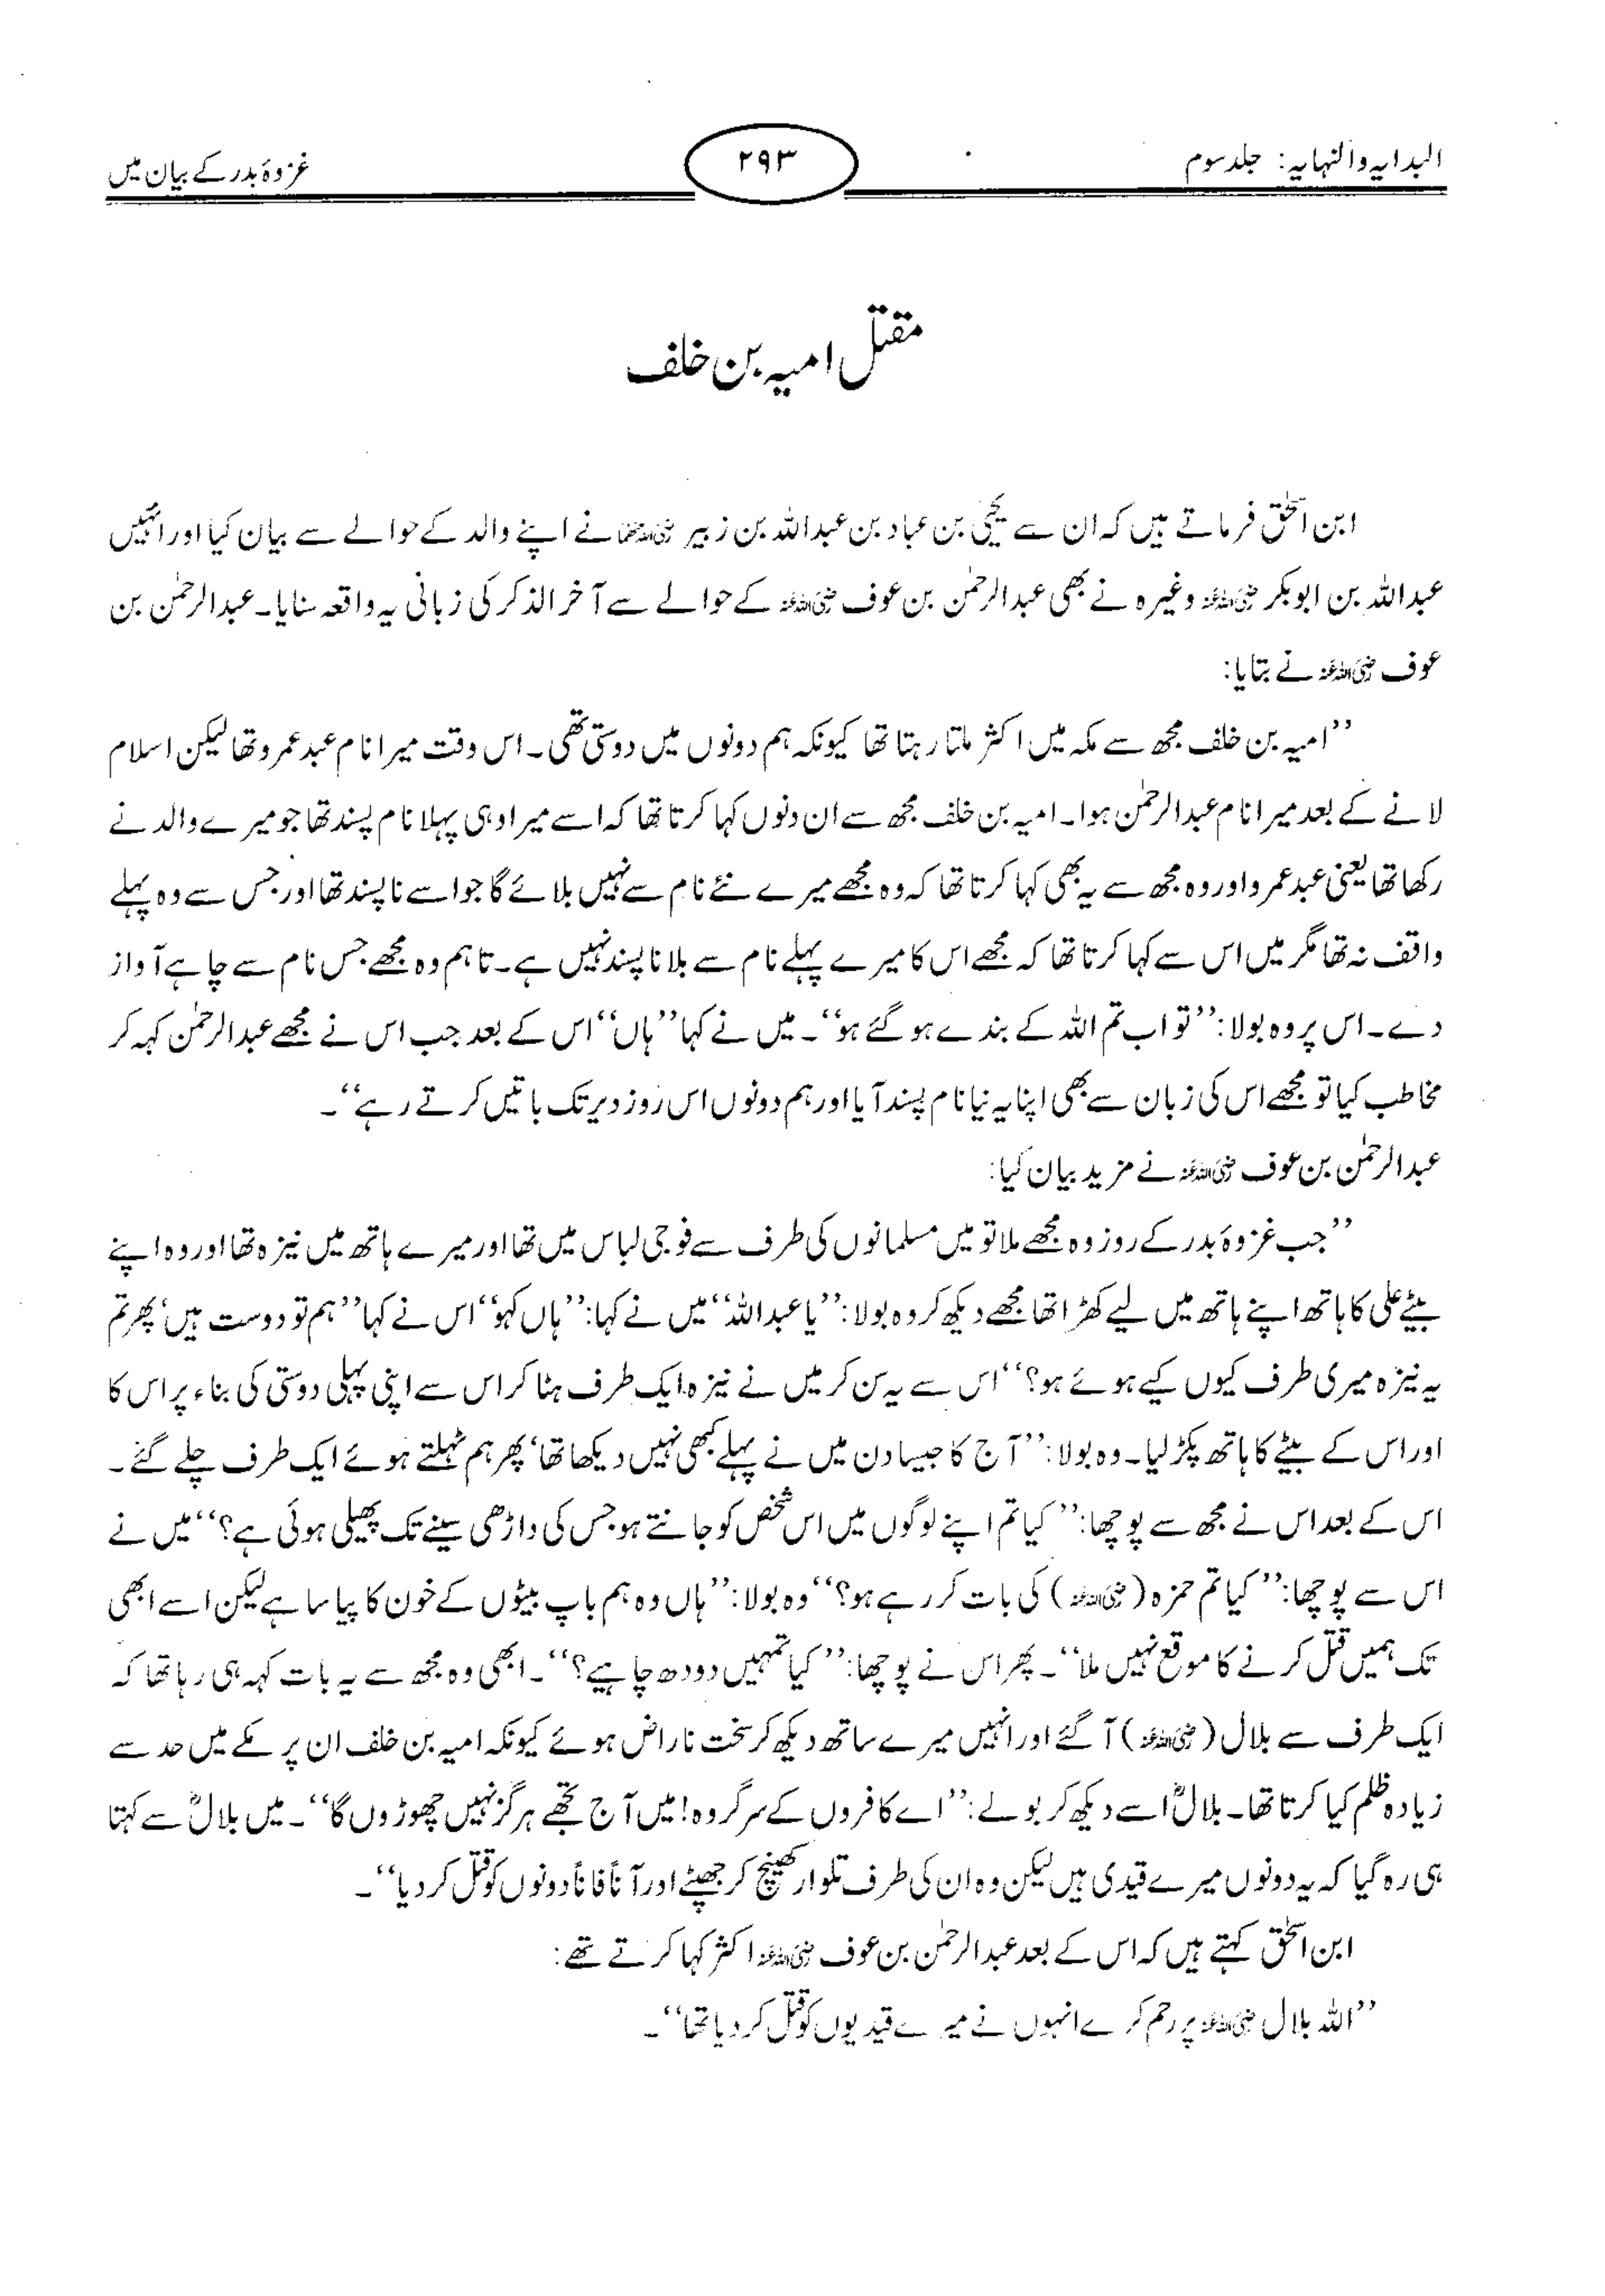 البدایہ والنہایہ: جلد سوم
۲۹۳
غزوۂ بدر کے بیان میں
مقتل امیہ بن خلف
ابن اسحٰق فرماتے ہیں کہ ان سے یحییٰ بن عباد بن عبداللہ بن زبیر رضی اللہ عنہما نے اپنے والد کے حوالے سے بیان کیا اور انہیں
عبداللہ بن ابوبکر رضی اللہ عنہ وغیرہ نے بھی عبدالرحمٰن بن عوف رضی اللہ عنہ کے حوالے سے آخر الذکر کی زبانی یہ واقعہ سنایا۔ عبدالرحمٰن بن
عوف رضی اللہ عنہ نے بتایا:
’’امیہ بن خلف مجھ سے مکہ میں اکثر ملتا رہتا تھا کیونکہ ہم دونوں میں دوستی تھی۔ اس وقت میرا نام عبد عمرو تھا لیکن اسلام
لانے کے بعد میرا نام عبدالرحمٰن ہوا۔ امیہ بن خلف مجھ سے ان دنوں کہا کرتا تھا کہ اسے میرا وہی پہلا نام پسند تھا جو میرے والد نے
رکھا تھا یعنی عبد عمرو اور وہ مجھ سے یہ بھی کہا کرتا تھا کہ وہ مجھے میرے نئے نام سے نہیں بلائے گا جو اسے ناپسند تھا اور جس سے وہ پہلے
واقف نہ تھا مگر میں اس سے کہا کرتا تھا کہ مجھے اس کا میرے پہلے نام سے بلانا پسند نہیں ہے۔ تاہم وہ مجھے جس نام سے چاہے آواز
دے۔ اس پر وہ بولا: ’’تو اب تم اللہ کے بندے ہو گئے ہو‘‘۔ میں نے کہا ’’ہاں‘‘ اس کے بعد جب اس نے مجھے عبدالرحمٰن کہہ کر
مخاطب کیا تو مجھے اس کی زبان سے بھی اپنا یہ نیا نام پسند آیا اور ہم دونوں اس روز دیر تک باتیں کرتے رہے‘‘۔
عبدالرحمٰن بن عوف رضی اللہ عنہ نے مزید بیان کیا:
’’جب غزوۂ بدر کے روز وہ مجھے ملا تو میں مسلمانوں کی طرف سے فوجی لباس میں تھا اور میرے ہاتھ میں نیزہ تھا اور وہ اپنے
بیٹے علی کا ہاتھ اپنے ہاتھ میں لیے کھڑا تھا مجھے دیکھ کر وہ بولا: ’’یا عبداللہ‘‘ میں نے کہا: ’’ہاں کہو‘‘ اس نے کہا ’’ہم تو دوست ہیں‘ پھر تم
یہ نیزہ میری طرف کیوں کیے ہوئے ہو؟‘‘ اس سے یہ سن کر میں نے نیزہ ایک طرف ہٹا کر اس سے اپنی پہلی دوستی کی بناء پر اس کا
اور اس کے بیٹے کا ہاتھ پکڑ لیا۔ وہ بولا: ’’آج کا جیسا دن میں نے پہلے کبھی نہیں دیکھا تھا‘ پھر ہم ٹہلتے ہوئے ایک طرف چلے گئے۔
اس کے بعد اس نے مجھ سے پوچھا: ’’کیا تم اپنے لوگوں میں اس شخص کو جانتے ہو جس کی داڑھی سینے تک پھیلی ہوئی ہے؟‘‘ میں نے
اس سے پوچھا: ’’کیا تم حمزہ (رضی اللہ عنہ) کی بات کر رہے ہو؟‘‘ وہ بولا: ’’ہاں وہ ہم باپ بیٹوں کے خون کا پیاسا ہے لیکن اسے ابھی
تک ہمیں قتل کرنے کا موقع نہیں ملا‘‘۔ پھر اس نے پوچھا: ’’کیا تمہیں دودھ چاہیے؟‘‘۔ ابھی وہ مجھ سے یہ بات کہہ ہی رہا تھا کہ
ایک طرف سے بلال (رضی اللہ عنہ) آ گئے اور انہیں میرے ساتھ دیکھ کر سخت ناراض ہوئے کیونکہ امیہ بن خلف ان پر مکے میں حد سے
زیادہ ظلم کیا کرتا تھا۔ بلالؓ اسے دیکھ کر بولے: ’’اے کافروں کے سرگروہ! میں آج تجھے ہرگز نہیں چھوڑوں گا‘‘۔ میں بلالؓ سے کہتا
ہی رہ گیا کہ یہ دونوں میرے قیدی ہیں لیکن وہ ان کی طرف تلوار کھینچ کر جھپٹے اور آناً فاناً دونوں کو قتل کر دیا‘‘۔
ابن اسحٰق کہتے ہیں کہ اس کے بعد عبدالرحمٰن بن عوف رضی اللہ عنہ اکثر کہا کرتے تھے:
’’اللہ بلال رضی اللہ عنہ پر رحم کرے انہوں نے میرے قیدیوں کو قتل کر دیا تھا‘‘۔